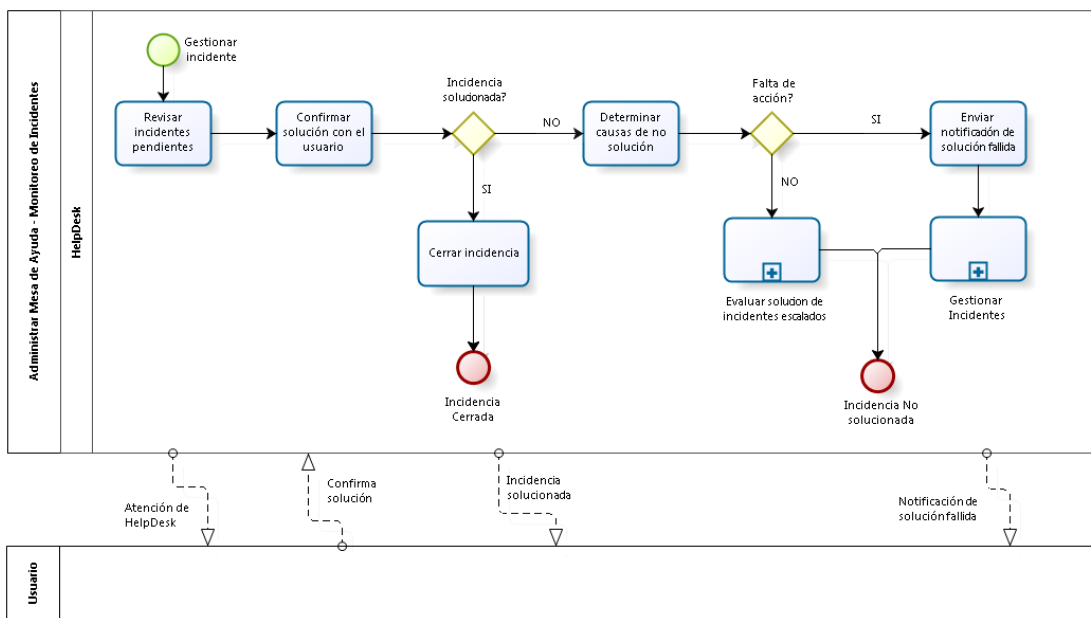 Administrar Mesa de Ayuda - Monitoreo de Incidentes
HelpDesk
Gestionar
incidente
Revisar
incidentes
pendientes
Confirmar
solución con el
usuario
Incidencia
solucionada?
NO
SI
Cerrar incidencia
Incidencia
Cerrada
Determinar
causas de no
solución
Falta de
acción?
SI
NO
Enviar
notificación de
solución fallida
Evaluar solucion de
incidentes escalados
Gestionar
Incidentes
Incidencia No
solucionada
Atención de
HelpDesk
Confirma
solución
Incidencia
solucionada
Notificación de
solución fallida
Usuario